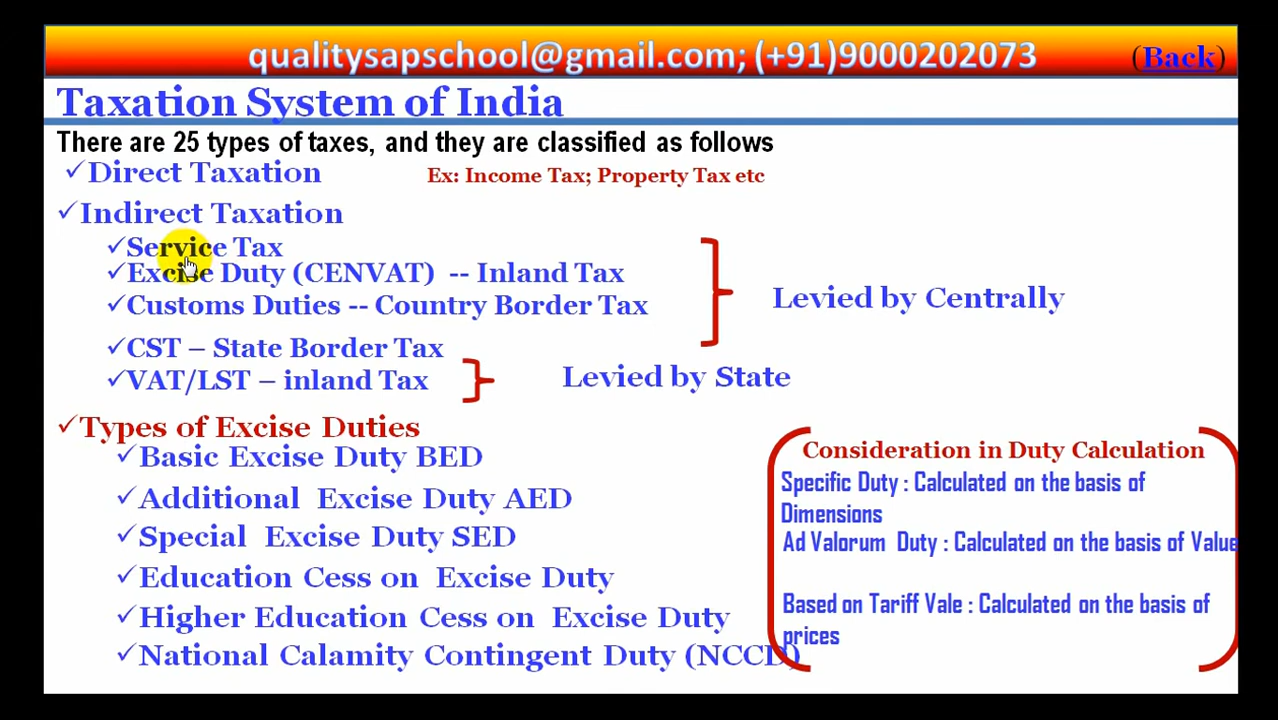 qualitysapschool@gmail.com; (+91)9000202073
(Back)
Taxation System of India
There are 25 types of taxes, and they are classified as follows
✓Direct Taxation Ex: Income Tax; Property Tax etc
✓Indirect Taxation
✓Service Tax
✓Excise Duty (CENVAT) -- Inland Tax
✓Customs Duties -- Country Border Tax
Levied by Centrally
✓CST – State Border Tax
✓VAT/LST – inland Tax
Levied by State
✓Types of Excise Duties
✓Basic Excise Duty BED
✓Additional Excise Duty AED
✓Special Excise Duty SED
✓Education Cess on Excise Duty
✓Higher Education Cess on Excise Duty
✓National Calamity Contingent Duty (NCCD)
Consideration in Duty Calculation
Specific Duty : Calculated on the basis of
Dimensions
Ad Valorum Duty : Calculated on the basis of Value
Based on Tariff Vale : Calculated on the basis of
prices